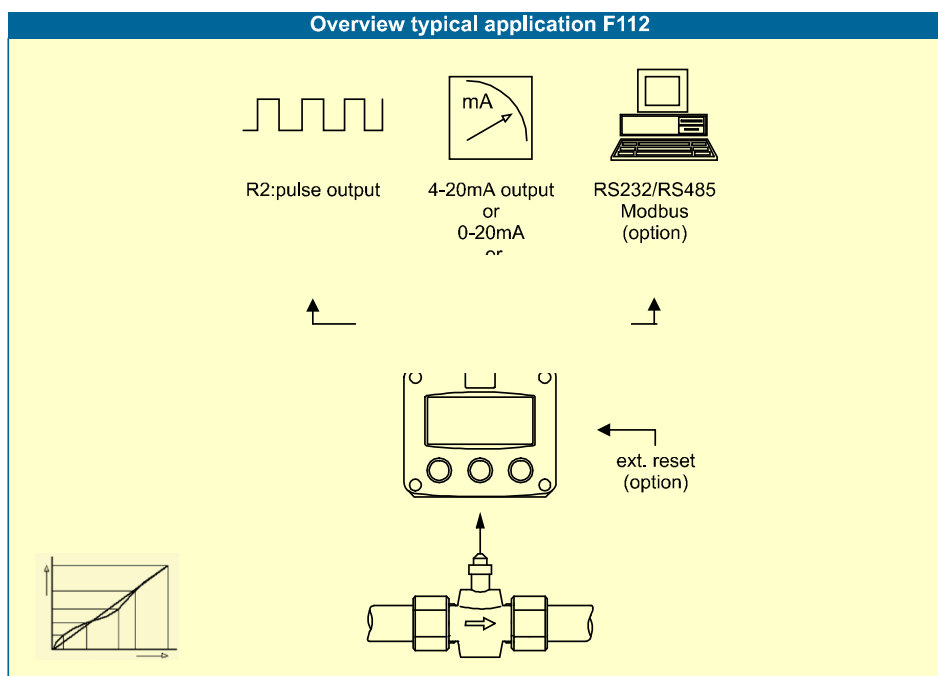 Overview typical application F112
mA
R2:pulse output
4-20mA output
or
0-20mA
or
RS232/RS485
Modbus
(option)
ext. reset
(option)